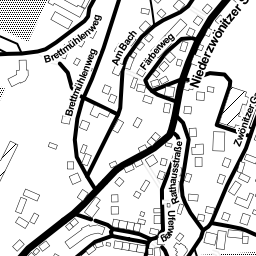 Brettmühlenweg
Brettmühlenweg
Am Bach
Färberweg
Niederzwönitzer
Zwönitzer
Rathausstraße
Uferweg